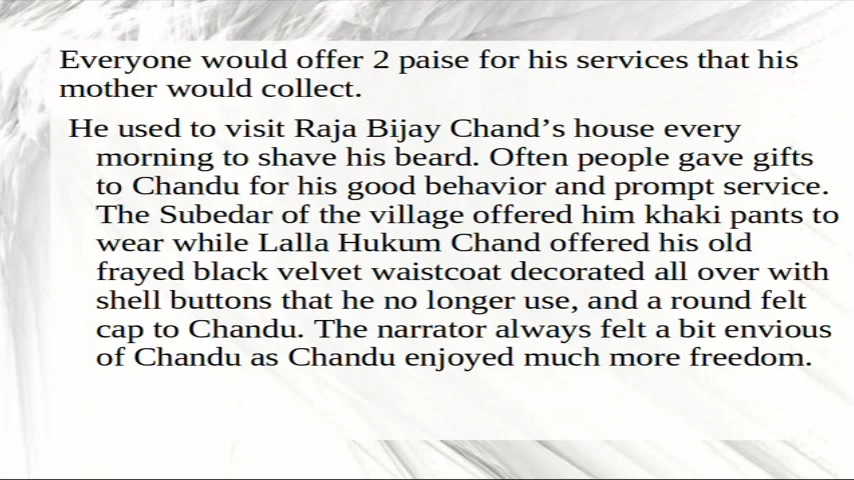 Everyone would offer 2 paise for his services that his
mother would collect.
He used to visit Raja Bijay Chand’s house every
morning to shave his beard. Often people gave gifts
to Chandu for his good behavior and prompt service.
The Subedar of the village offered him khaki pants to
wear while Lalla Hukum Chand offered his old
frayed black velvet waistcoat decorated all over with
shell buttons that he no longer use, and a round felt
cap to Chandu. The narrator always felt a bit envious
of Chandu as Chandu enjoyed much more freedom.